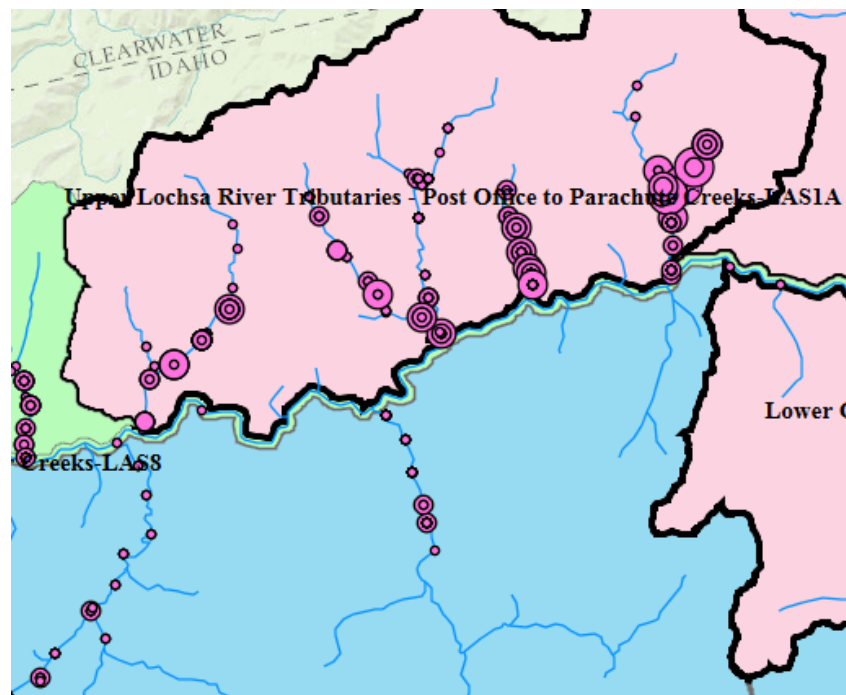 CLEARWATER
IDAHO
Upper Lochsa River Tributaries - Post Office to Parachute Creeks-LAS1A
Lower
Creeks-LAS8